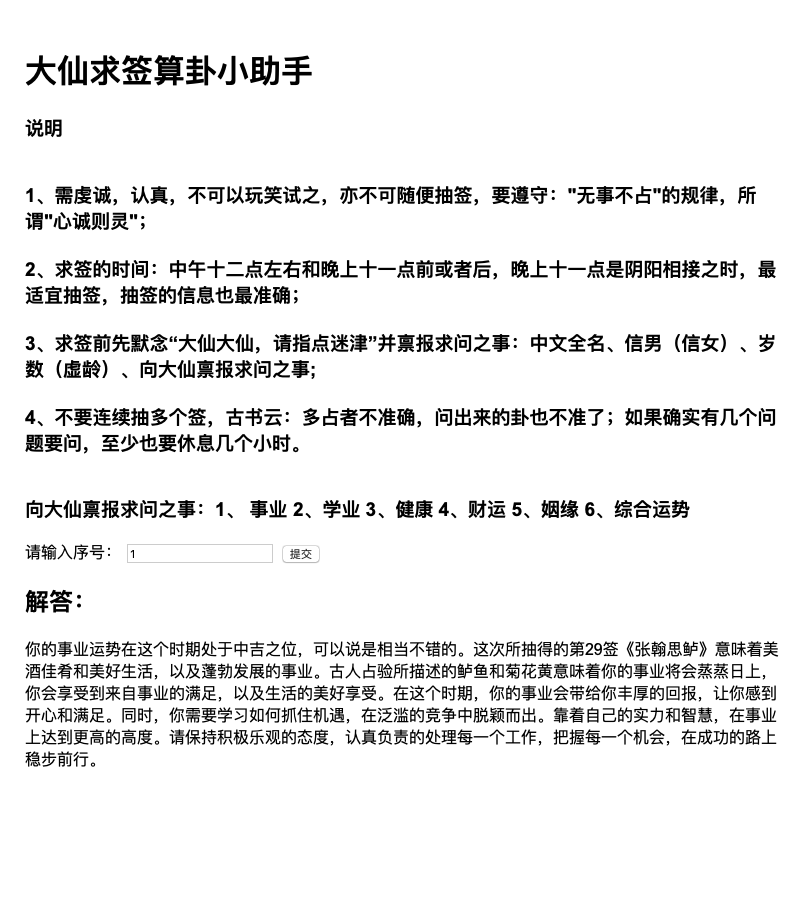 大仙求签算卦小助手
说明
1、需虔诚，认真，不可以玩笑试之，亦不可随便抽签，要遵守："无事不占"的规律，所
谓"心诚则灵"；
2、求签的时间：中午十二点左右和晚上十一点前或者后，晚上十一点是阴阳相接之时，最
适宜抽签，抽签的信息也最准确；
3、求签前先默念“大仙大仙，请指点迷津”并禀报求问之事：中文全名、信男（信女）、岁
数（虚龄）、向大仙禀报求问之事;
4、不要连续抽多个签，古书云：多占者不准确，问出来的卦也不准了；如果确实有几个问
题要问，至少也要休息几个小时。
向大仙禀报求问之事：1、 事业 2、学业 3、健康 4、财运 5、姻缘 6、综合运势
请输入序号： 1 提交
解答：
你的事业运势在这个时期处于中吉之位，可以说是相当不错的。这次所抽得的第29签《张翰思鲈》意味着美
酒佳肴和美好生活，以及蓬勃发展的事业。古人占验所描述的鲈鱼和菊花黄意味着你的事业将会蒸蒸日上，
你会享受到来自事业的满足，以及生活的美好享受。在这个时期，你的事业会带给你丰厚的回报，让你感到
开心和满足。同时，你需要学习如何抓住机遇，在泛滥的竞争中脱颖而出。靠着自己的实力和智慧，在事业
上达到更高的高度。请保持积极乐观的态度，认真负责的处理每一个工作，把握每一个机会，在成功的路上
稳步前行。